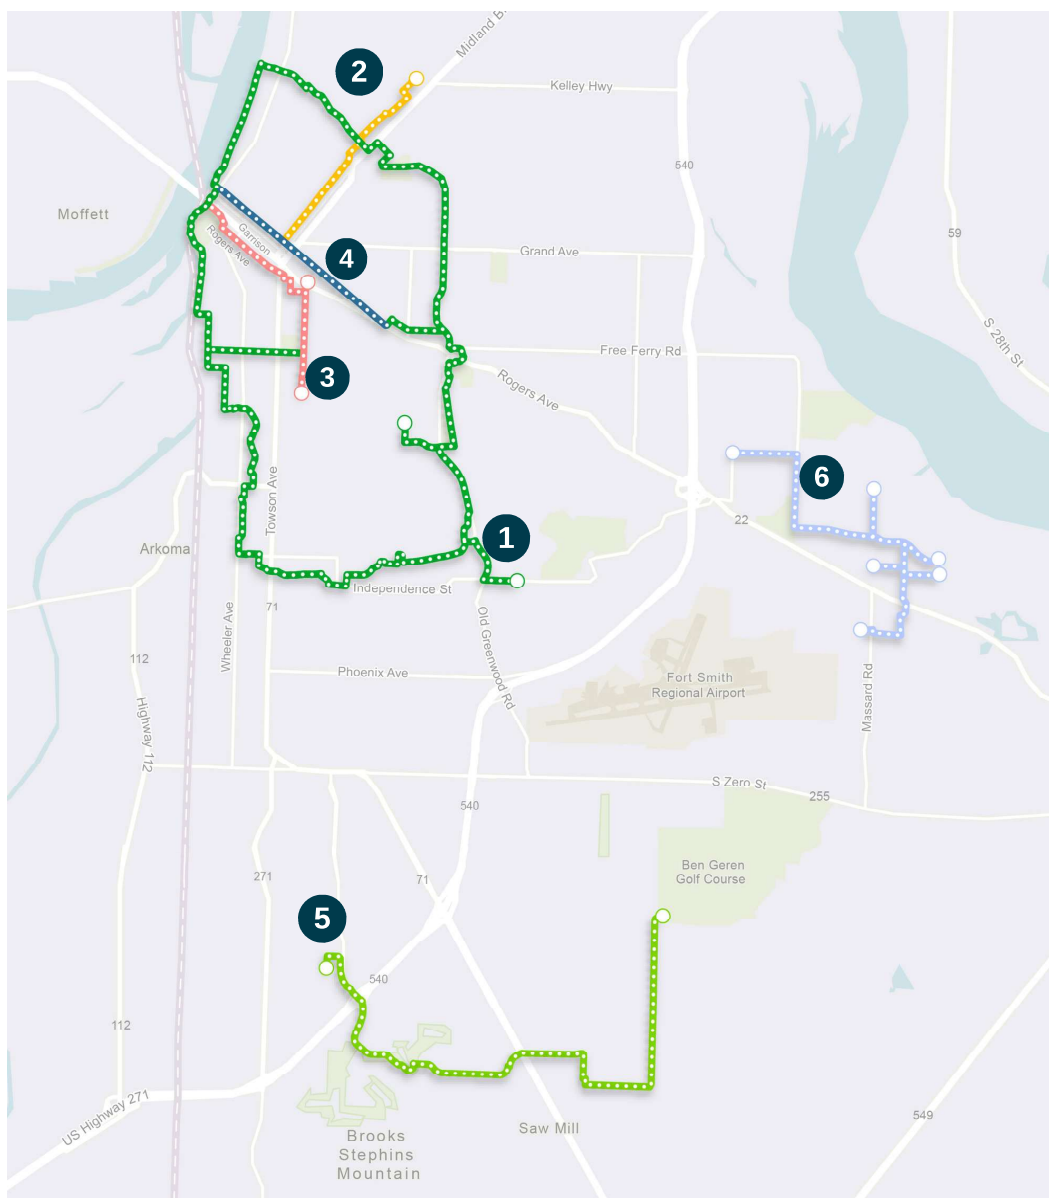 Midland B
2
Kelley Hwy
540
Moffett
59
Garrison
Rogers Ave
4
Grand Ave
S 28th St
Free Ferry Rd
3
Rogers Ave
6
Towson Ave
22
1
Arkoma
Independence St
71
Wheeler Ave
Old Greenwood Rd
112
Phoenix Ave
Fort Smith
Regional Airport
Massard Rd
Highway 112
S Zero St
255
540
Ben Geren
Golf Course
271
71
5
540
112
US Highway 271
549
Saw Mill
Brooks
Stephins
Mountain